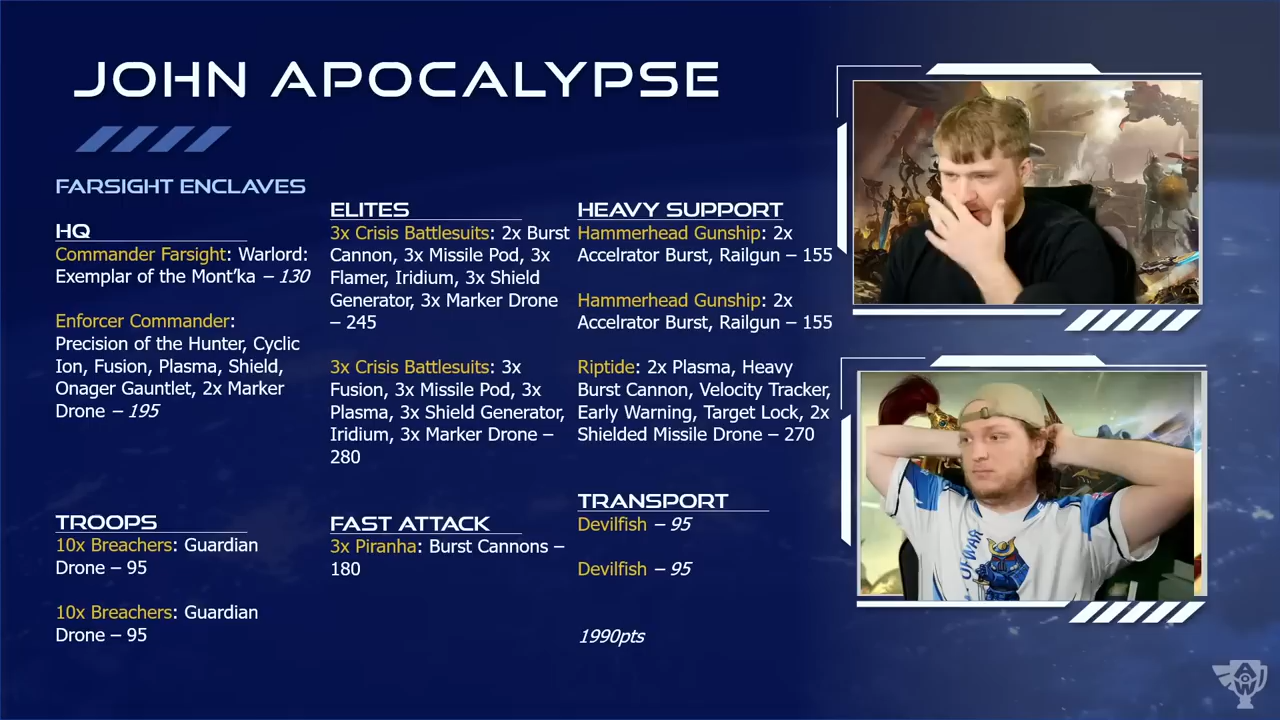 JOHN APOCALYPSE
FARSIGHT ENCLAVES
HQ
Commander Farsight: Warlord:
Exemplar of the Mont'ka – 130
Enforcer Commander:
Precision of the Hunter, Cyclic
Ion, Fusion, Plasma, Shield,
Onager Gauntlet, 2x Marker
Drone – 195
TROOPS
10x Breachers: Guardian
Drone – 95
10x Breachers: Guardian
Drone – 95
ELITES
3x Crisis Battlesuits: 2x Burst
Cannon, 3x Missile Pod, 3x
Flamer, Iridium, 3x Shield
Generator, 3x Marker Drone
– 245
3x Crisis Battlesuits: 3x
Fusion, 3x Missile Pod, 3x
Plasma, 3x Shield Generator,
Iridium, 3x Marker Drone –
280
FAST ATTACK
3x Piranha: Burst Cannons –
180
HEAVY SUPPORT
Hammerhead Gunship: 2x
Accelrator Burst, Railgun – 155
Hammerhead Gunship: 2x
Accelrator Burst, Railgun – 155
Riptide: 2x Plasma, Heavy
Burst Cannon, Velocity Tracker,
Early Warning, Target Lock, 2x
Shielded Missile Drone – 270
TRANSPORT
Devilfish – 95
Devilfish – 95
1990pts
OF WAR
AOW